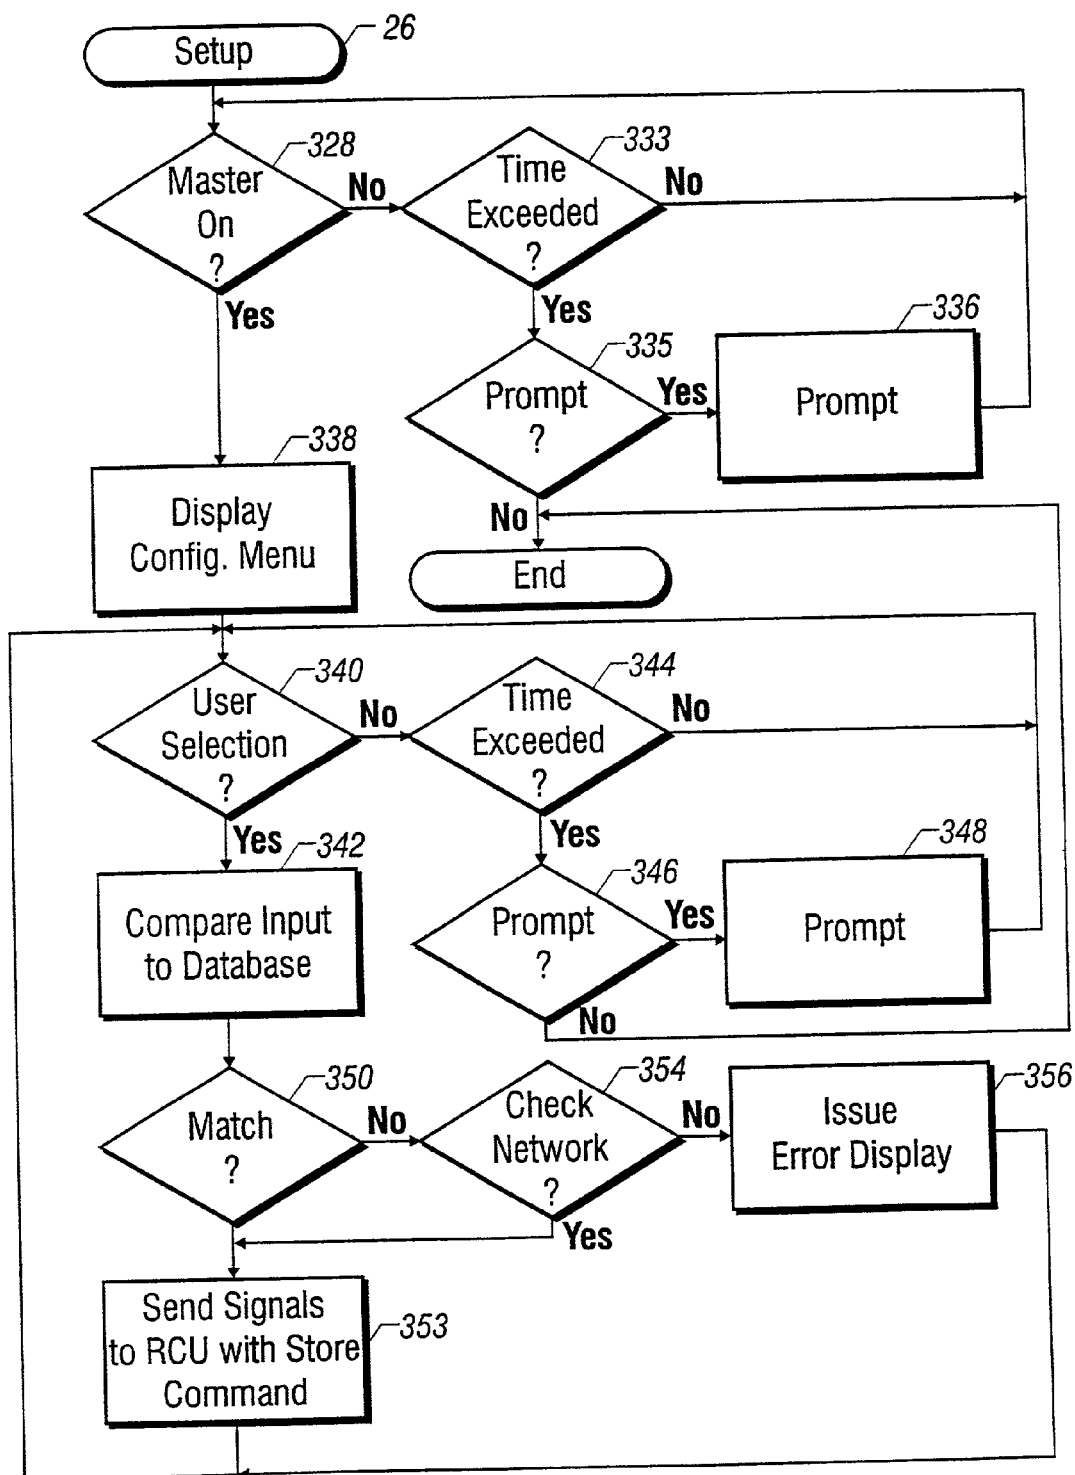 Setup
26
328
Master
On
?
No
Yes
333
Time
Exceeded
?
No
Yes
335
Prompt
?
Yes
No
336
Prompt
338
Display
Config. Menu
End
340
User
Selection
?
No
Yes
344
Time
Exceeded
?
No
Yes
342
Compare Input
to Database
346
Prompt
?
Yes
No
348
Prompt
350
Match
?
No
354
Check
Network
?
No
Yes
356
Issue
Error Display
Send Signals
to RCU with Store
Command
353